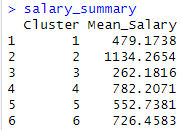 > salary_summary
  Cluster Mean_Salary
1       1    479.1738
2       2   1134.2654
3       3    262.1816
4       4    782.2071
5       5    552.7381
6       6    726.4583